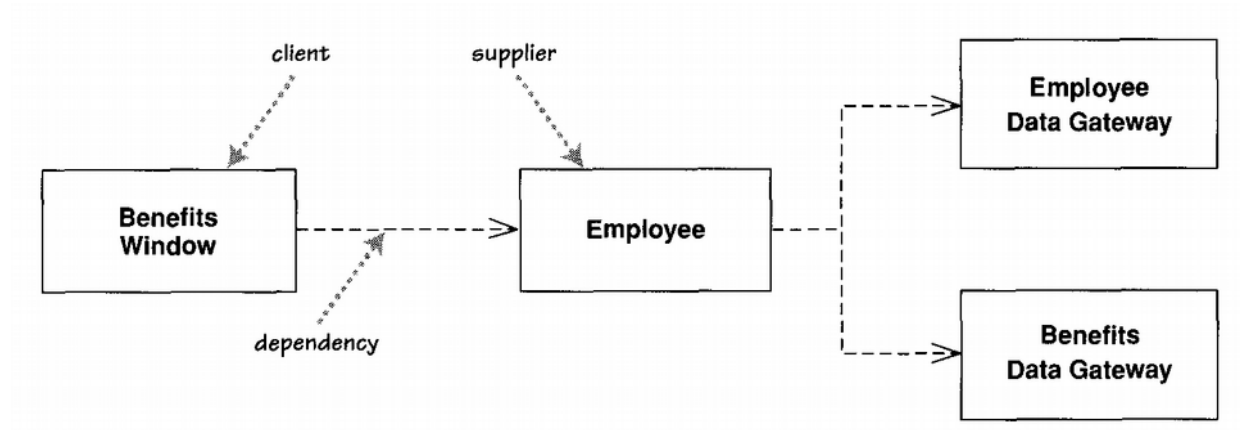 client
supplier
Employee
Data Gateway
Benefits
Window
Employee
dependency
Benefits
Data Gateway